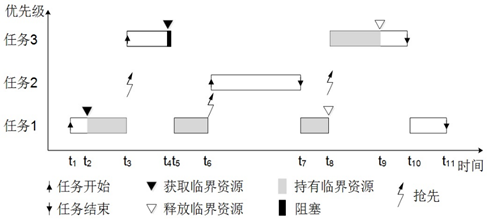 优先级
任务3
任务2
任务1
t1 t2 t3 t4 t5 t6 t7 t8 t9 t10 t11 时间
任务开始 获取临界资源 持有临界资源 抢先
任务结束 释放临界资源 阻塞